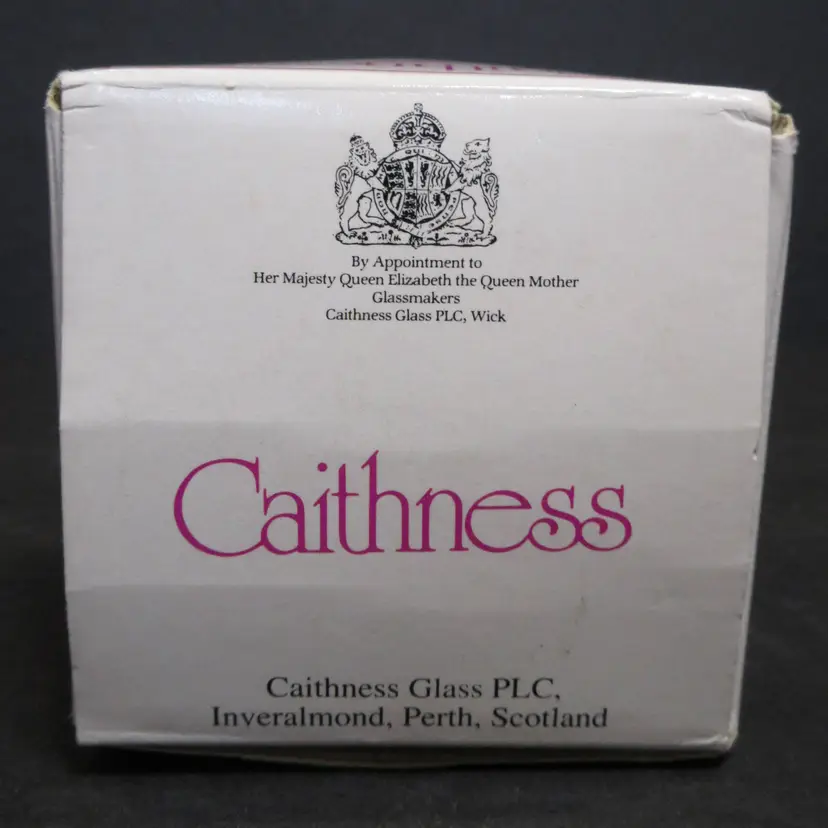 By Appointment to
Her Majesty Queen Elizabeth the Queen Mother
Glassmakers
Caithness Glass PLC, Wick
Caithness
Caithness Glass PLC,
Inveralmond, Perth, Scotland